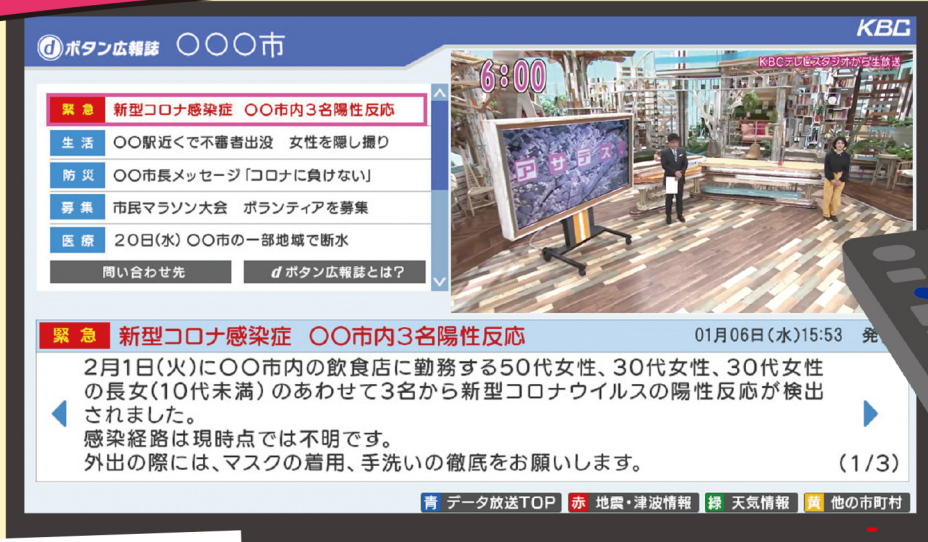 dボタン広報誌 〇〇〇市
KBC
緊急 新型コロナ感染症 〇〇市内3名陽性反応
生活 〇〇駅近くで不審者出没 女性を隠し撮り
防災 〇〇市長メッセージ「コロナに負けない」
募集 市民マラソン大会 ボランティアを募集
医療 20日(水)〇〇市の一部地域で断水
問い合わせ先 dボタン広報誌とは?
6:00
KBCテレビスタジオから生放送
アサデス
緊急 新型コロナ感染症 〇〇市内3名陽性反応 01月06日(水)15:53 発
2月1日(火)に〇〇市内の飲食店に勤務する50代女性、30代女性、30代女性
の長女(10代未満)のあわせて3名から新型コロナウイルスの陽性反応が検出
されました。
感染経路は現時点では不明です。
外出の際には、マスクの着用、手洗いの徹底をお願いします。
(1/3)
青 データ放送TOP 赤 地震・津波情報 緑 天気情報 黄 他の市町村